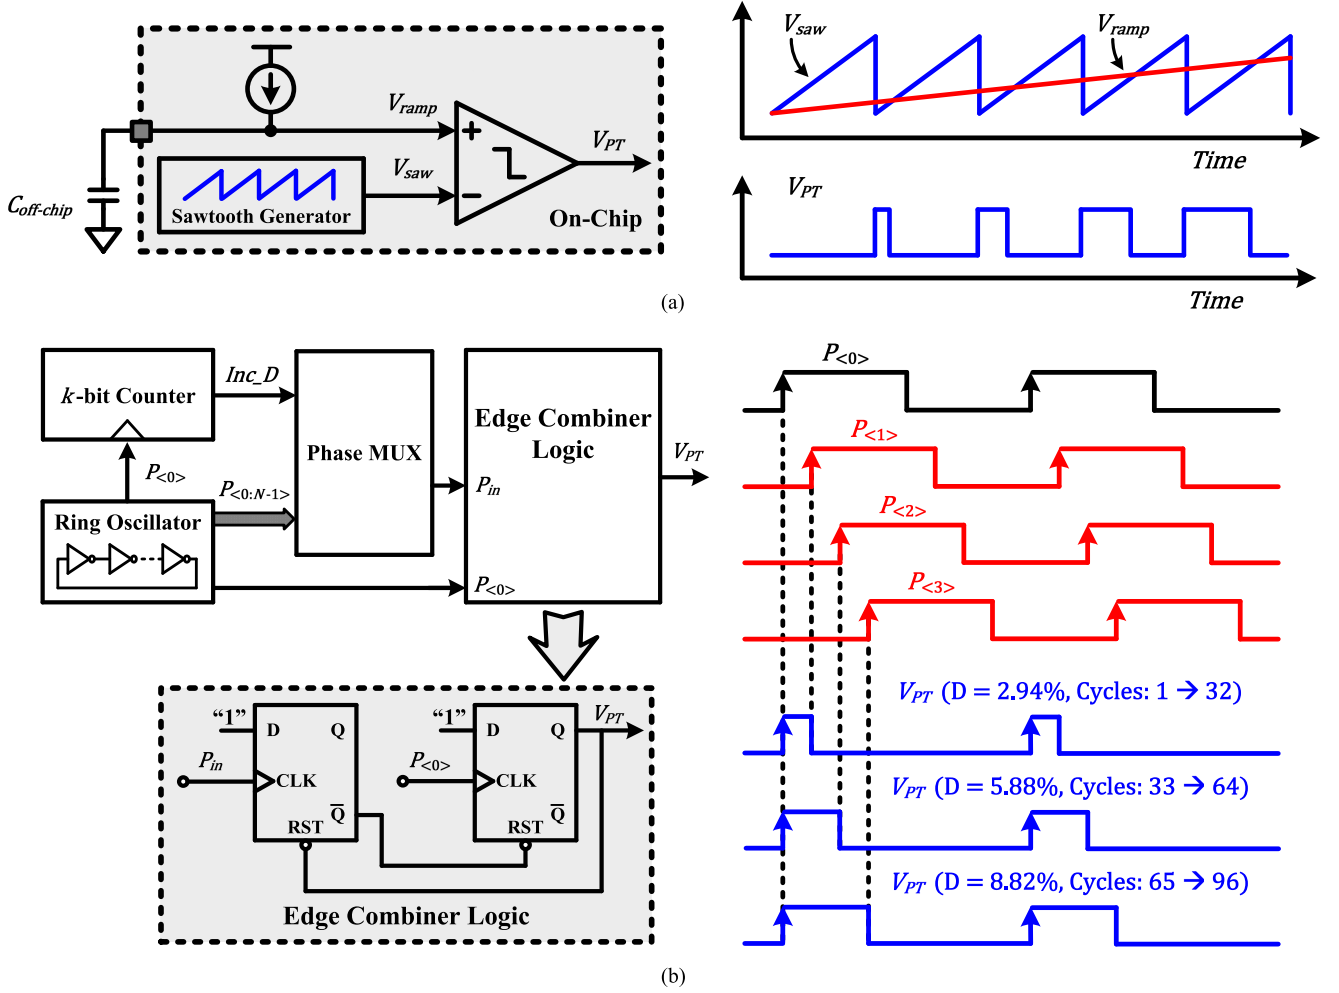 V_ramp
V_saw
V_PT
C_off-chip
Sawtooth Generator
On-Chip
V_saw
V_ramp
Time
V_PT
Time
(a)
k-bit Counter
Inc_D
P_<0>
P_<0:N-1>
Ring Oscillator
Phase MUX
Edge Combiner
Logic
P_in
P_<0>
V_PT
"1"
D
Q
P_in
CLK
Q̅
RST
"1"
D
Q
V_PT
P_<0>
CLK
Q̅
RST
Edge Combiner Logic
P_<0>
P_<1>
P_<2>
P_<3>
V_PT (D = 2.94%, Cycles: 1 → 32)
V_PT (D = 5.88%, Cycles: 33 → 64)
V_PT (D = 8.82%, Cycles: 65 → 96)
(b)